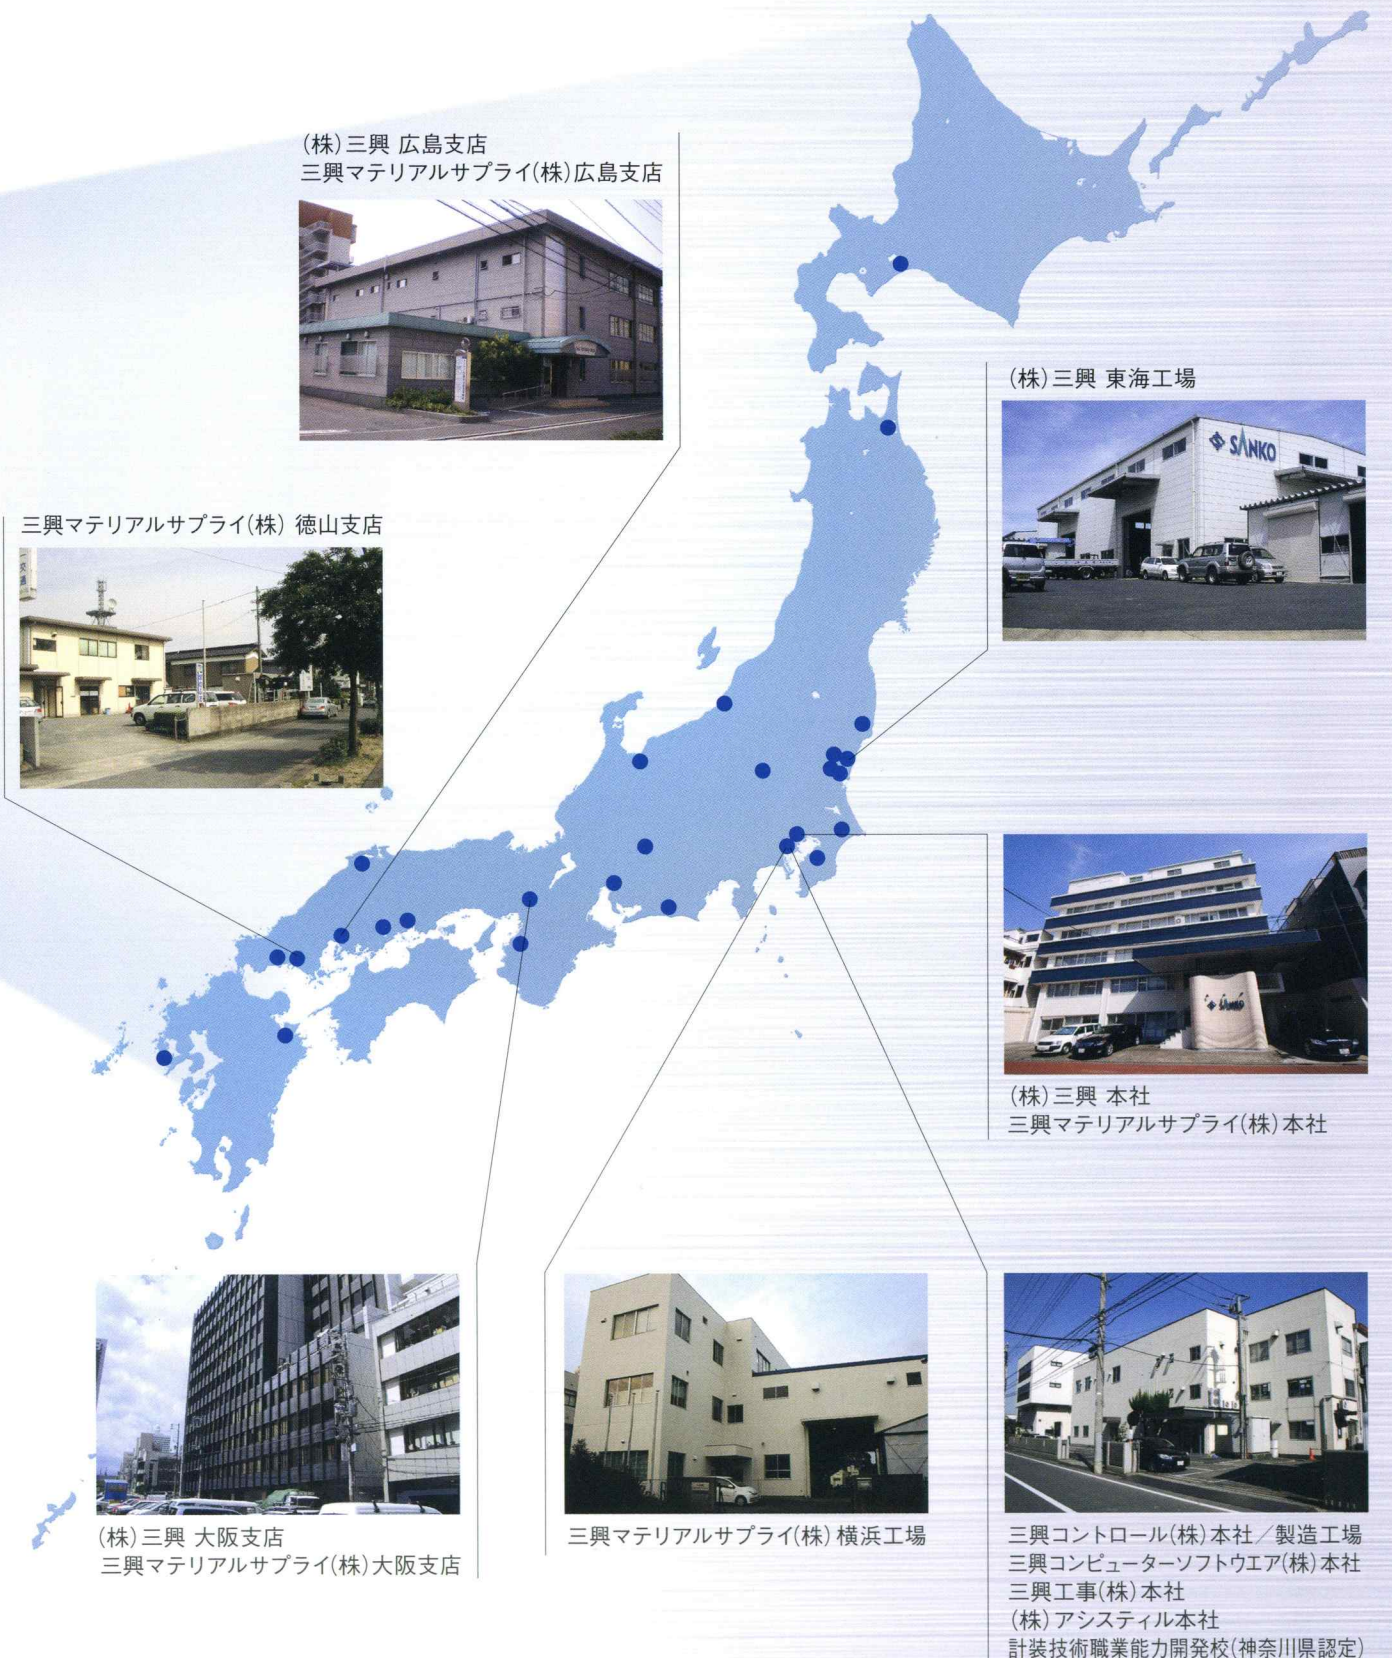 (株)三興 広島支店
三興マテリアルサプライ(株)広島支店
(株)三興 東海工場
SANKO
三興マテリアルサプライ(株) 徳山支店
交通
SANKO
(株)三興 本社
三興マテリアルサプライ(株)本社
(株)三興 大阪支店
三興マテリアルサプライ(株)大阪支店
三興マテリアルサプライ(株)横浜工場
三興コントロール(株)本社／製造工場
三興コンピューターソフトウエア(株)本社
三興工事(株)本社
(株)アシスティル本社
計装技術職業能力開発校(神奈川県認定)